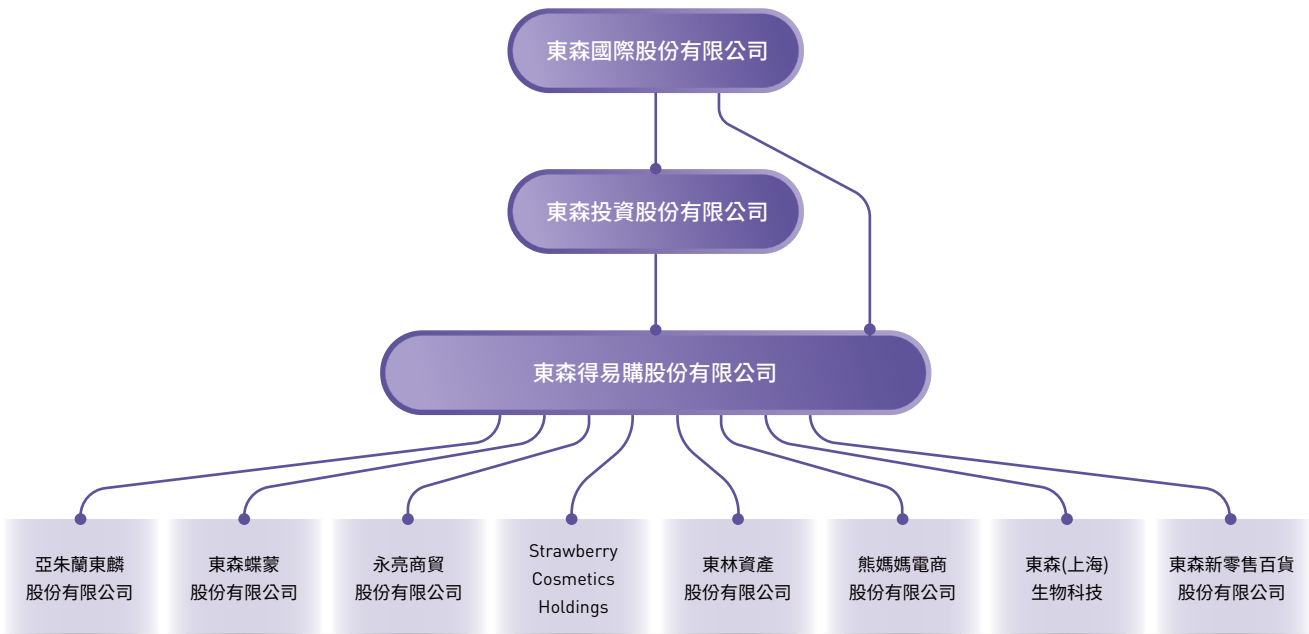 東森國際股份有限公司
東森投資股份有限公司
東森得易購股份有限公司
亞朱蘭東麟
股份有限公司
東森蝶蒙
股份有限公司
永亮商貿
股份有限公司
Strawberry
Cosmetics
Holdings
東林資產
股份有限公司
熊媽媽電商
股份有限公司
東森(上海)
生物科技
東森新零售百貨
股份有限公司